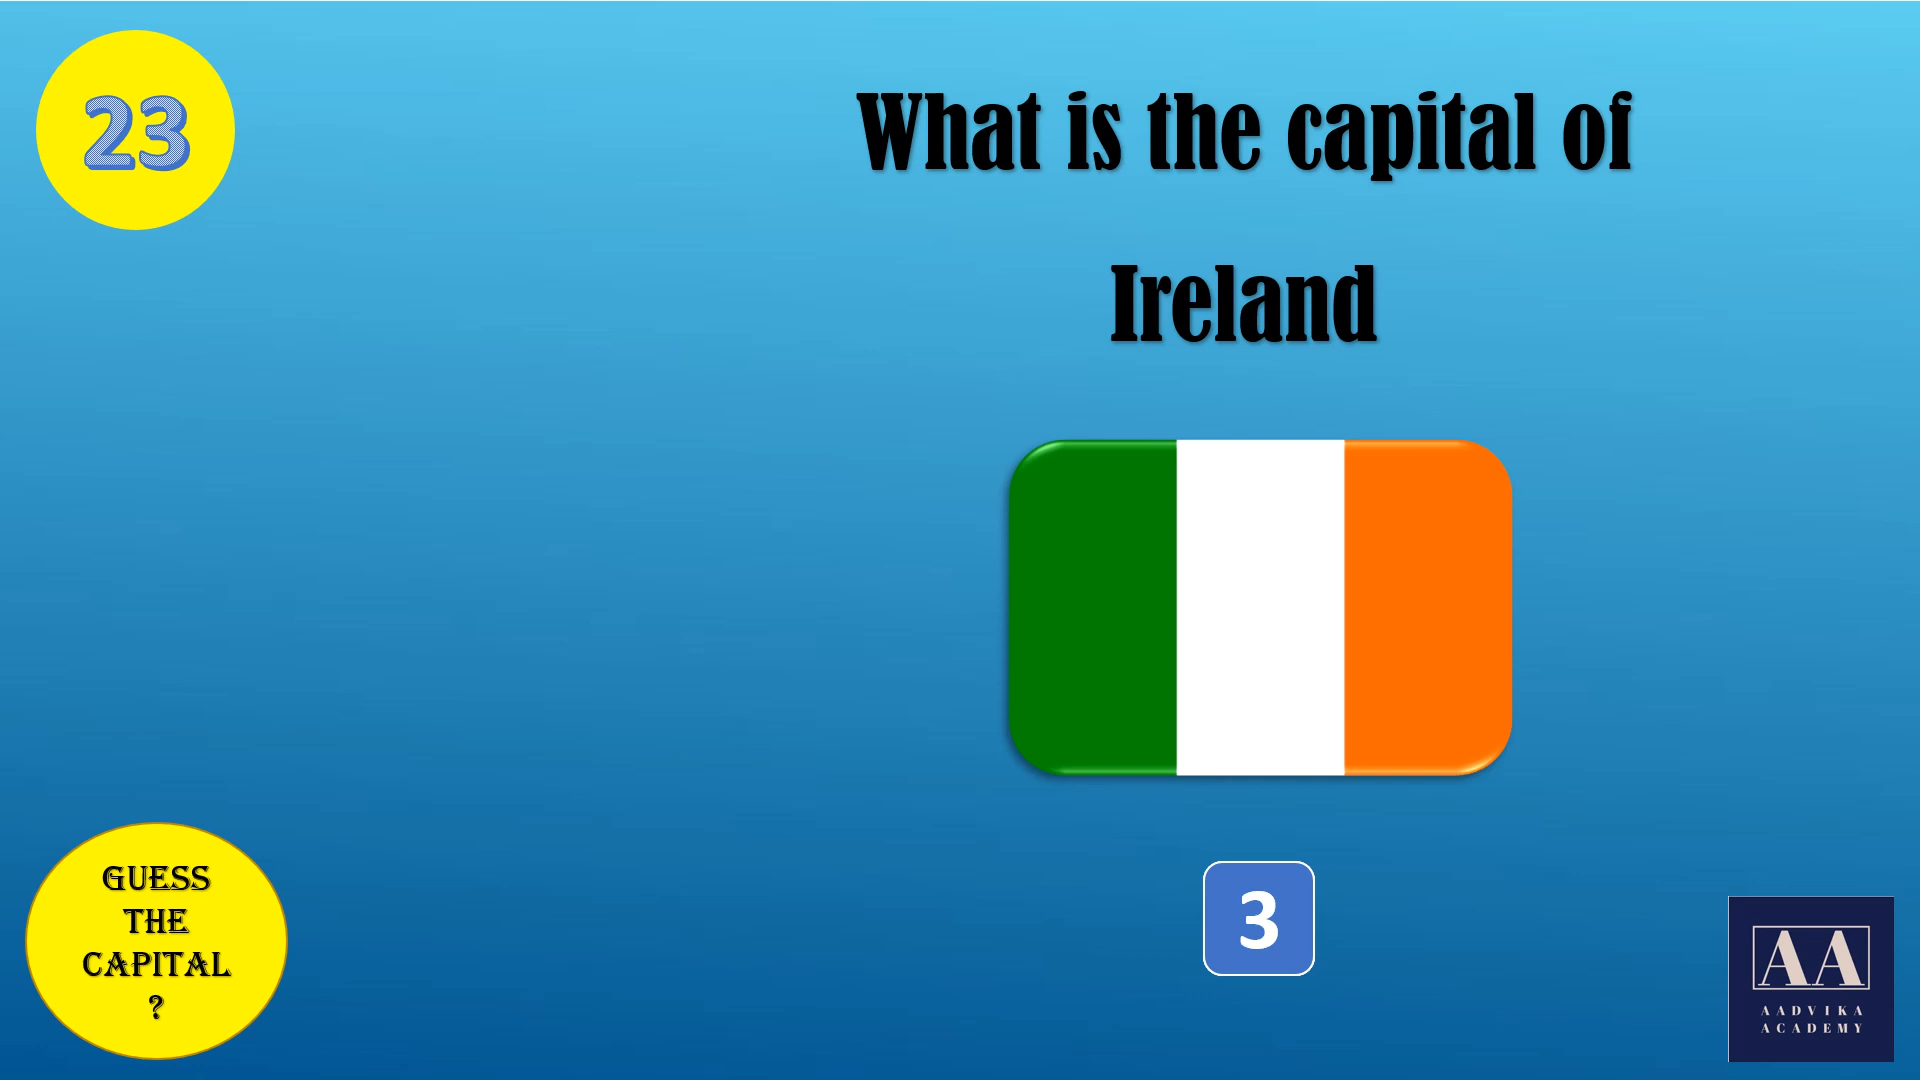 23
What is the capital of
Ireland
3
GUESS
THE
CAPITAL
?
AA
AADVIKA
ACADEMY